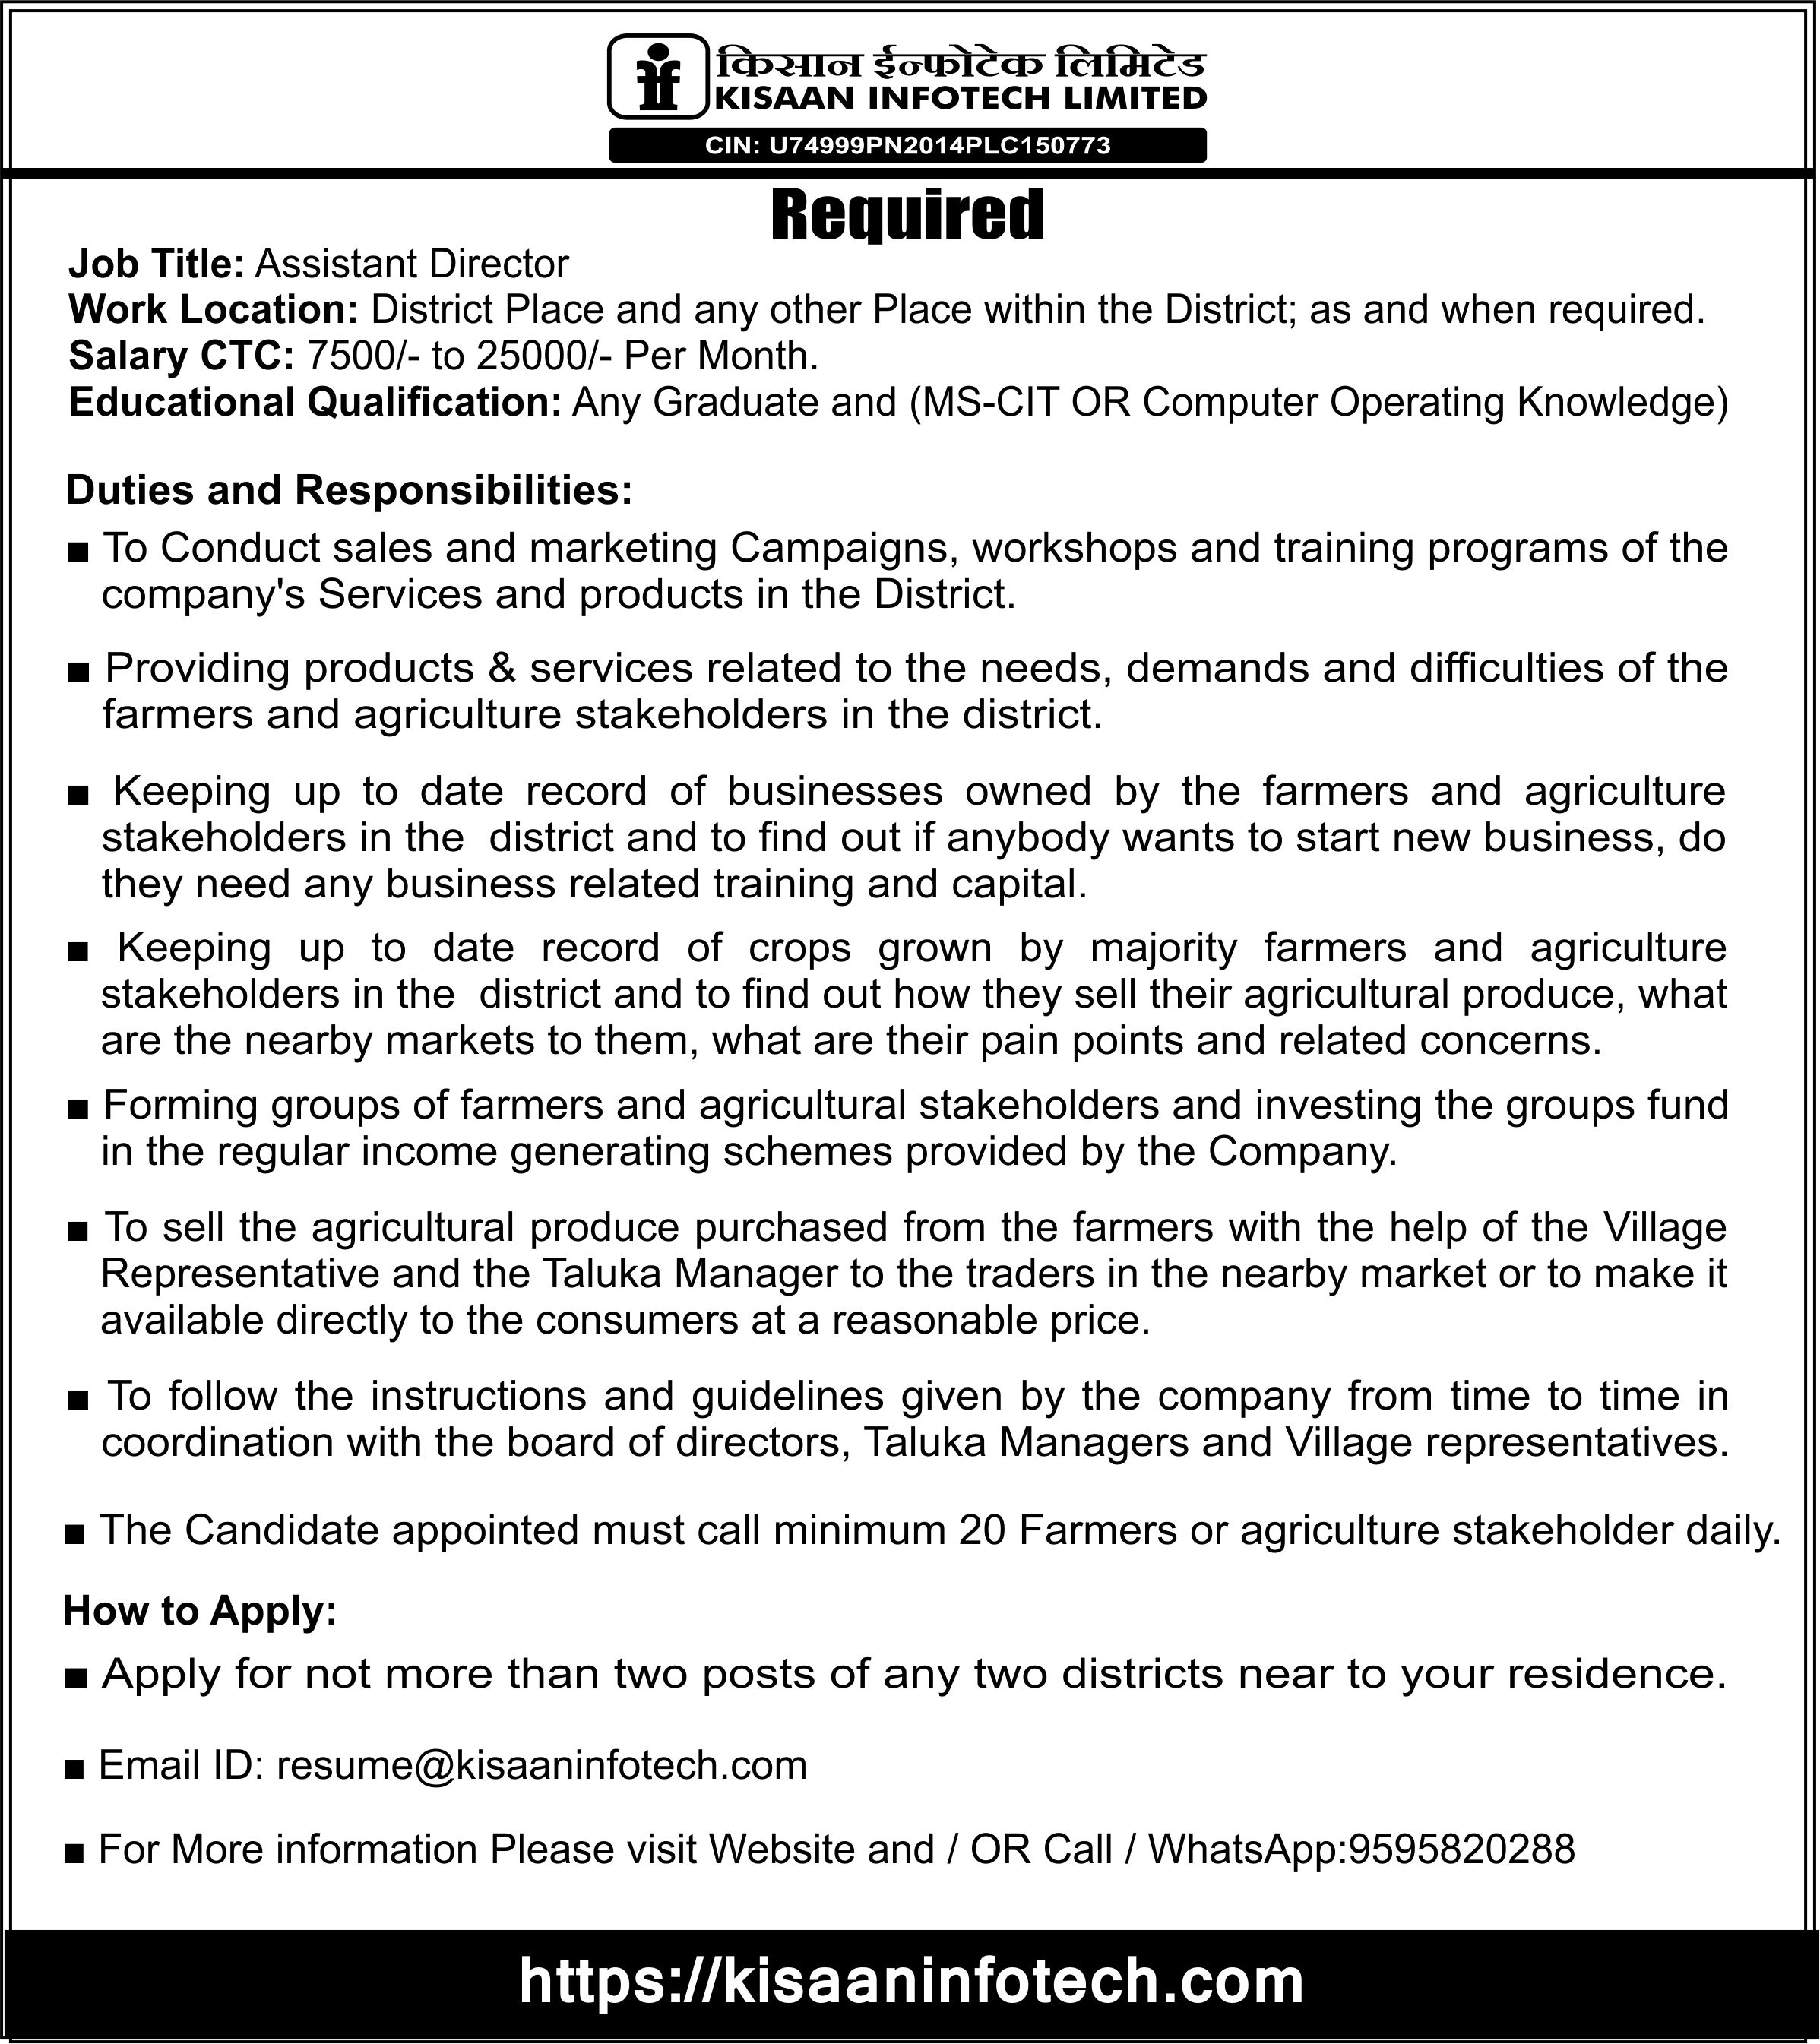 किसान ईन्फोटेक लिमिटेड
KISAAN INFOTECH LIMITED
CIN: U74999PN2014PLC150773
Required
Job Title: Assistant Director
Work Location: District Place and any other Place within the District; as and when required.
Salary CTC: 7500/- to 25000/- Per Month.
Educational Qualification: Any Graduate and (MS-CIT OR Computer Operating Knowledge)
Duties and Responsibilities:
■ To Conduct sales and marketing Campaigns, workshops and training programs of the
company's Services and products in the District.
■ Providing products & services related to the needs, demands and difficulties of the
farmers and agriculture stakeholders in the district.
■ Keeping up to date record of businesses owned by the farmers and agriculture
stakeholders in the district and to find out if anybody wants to start new business, do
they need any business related training and capital.
■ Keeping up to date record of crops grown by majority farmers and agriculture
stakeholders in the district and to find out how they sell their agricultural produce, what
are the nearby markets to them, what are their pain points and related concerns.
■ Forming groups of farmers and agricultural stakeholders and investing the groups fund
in the regular income generating schemes provided by the Company.
■ To sell the agricultural produce purchased from the farmers with the help of the Village
Representative and the Taluka Manager to the traders in the nearby market or to make it
available directly to the consumers at a reasonable price.
■ To follow the instructions and guidelines given by the company from time to time in
coordination with the board of directors, Taluka Managers and Village representatives.
■ The Candidate appointed must call minimum 20 Farmers or agriculture stakeholder daily.
How to Apply:
■ Apply for not more than two posts of any two districts near to your residence.
■ Email ID: resume@kisaaninfotech.com
■ For More information Please visit Website and / OR Call / WhatsApp:9595820288
https://kisaaninfotech.com